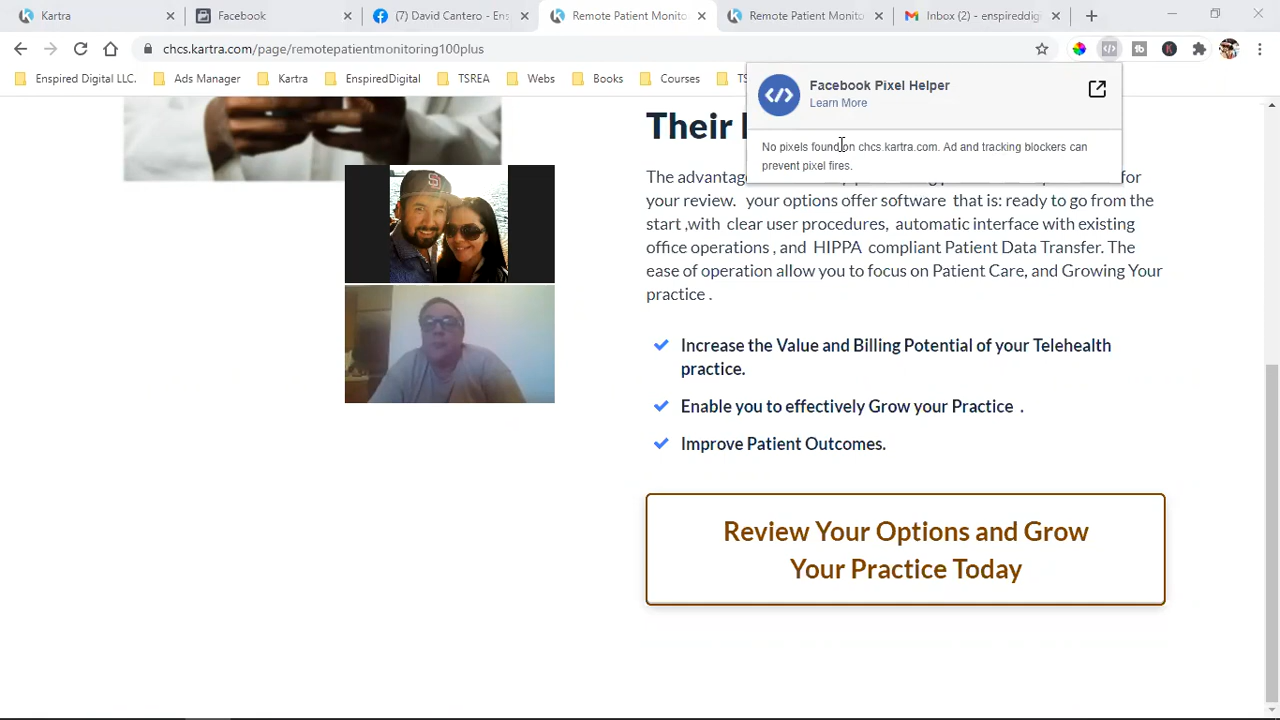 Kartra
Facebook
(7) David Cantero - Ens
Remote Patient Monito
Remote Patient Monito
Inbox (2) - enspireddig
chcs.kartra.com/page/remotepatientmonitoring100plus
Enspired Digital LLC.
Ads Manager
Kartra
EnspiredDigital
TSREA
Webs
Books
Courses
TS
Facebook Pixel Helper
Learn More
No pixels found on chcs.kartra.com. Ad and tracking blockers can
prevent pixel fires.
Their
The advantag
for
your review. your options offer software that is: ready to go from the
start ,with clear user procedures, automatic interface with existing
office operations , and HIPPA compliant Patient Data Transfer. The
ease of operation allow you to focus on Patient Care, and Growing Your
practice .
Increase the Value and Billing Potential of your Telehealth
practice.
Enable you to effectively Grow your Practice .
Improve Patient Outcomes.
Review Your Options and Grow
Your Practice Today